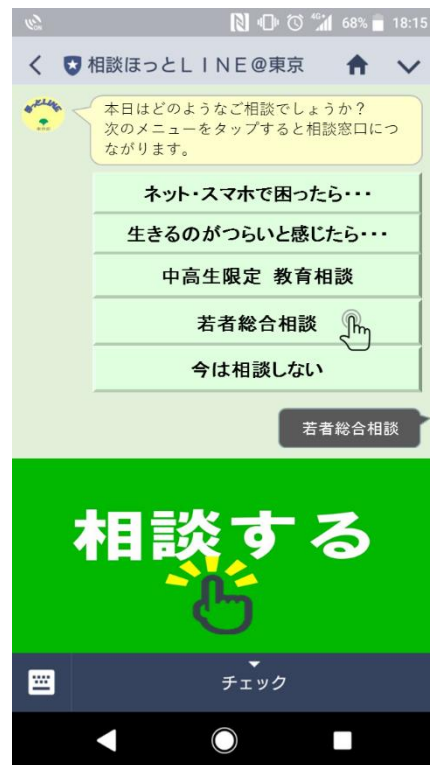 4G 68% 18:15
相談ほっとＬＩＮＥ@東京
本日はどのようなご相談でしょうか？
次のメニューをタップすると相談窓口につ
ながります。
ネット・スマホで困ったら・・・
生きるのがつらいと感じたら・・・
中高生限定 教育相談
若者総合相談
今は相談しない
若者総合相談
相談する
チェック